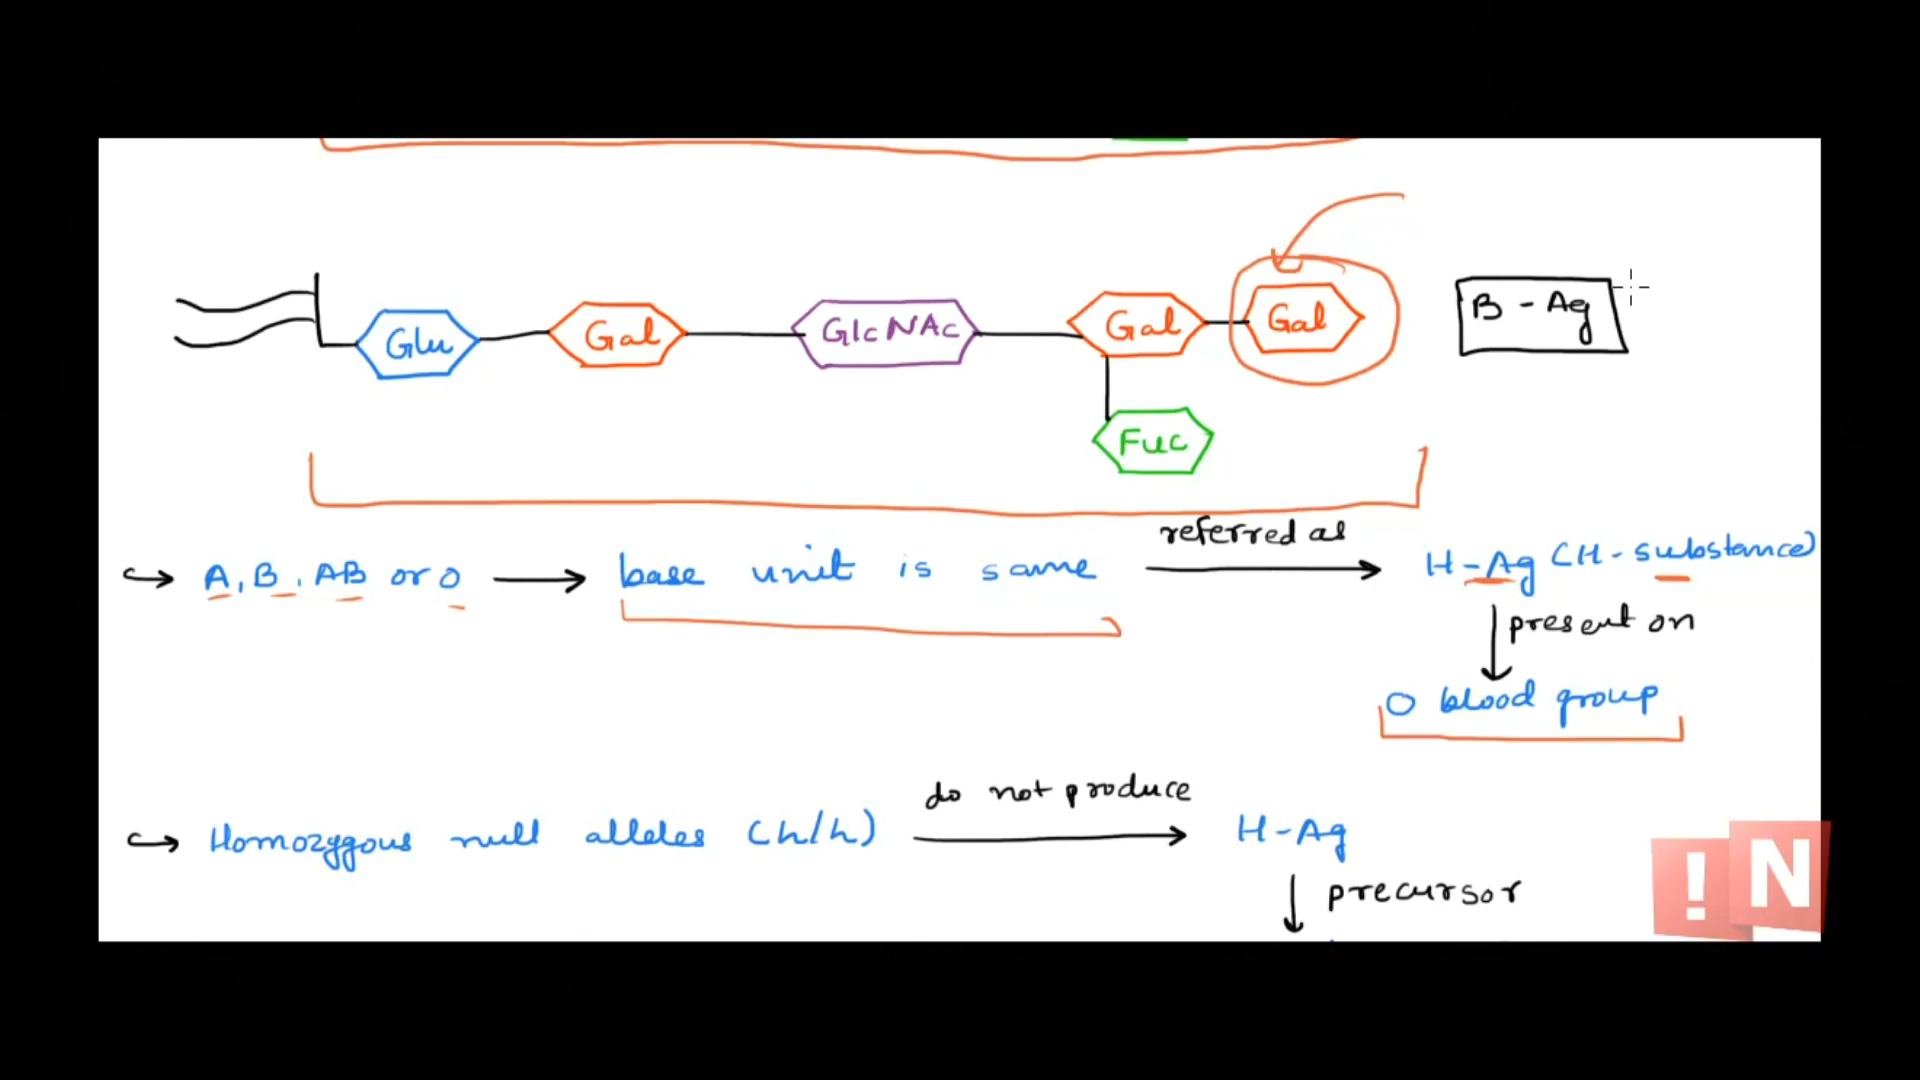 Glu Gal GlcNAc Gal Gal B - Ag
Fuc
referred as
↪ A, B, AB or O → base unit is same → H-Ag (H-substance)
↓ present on
O blood group
do not produce
↪ Homozygous null alleles (h/h) → H-Ag
↓ precursor
!N